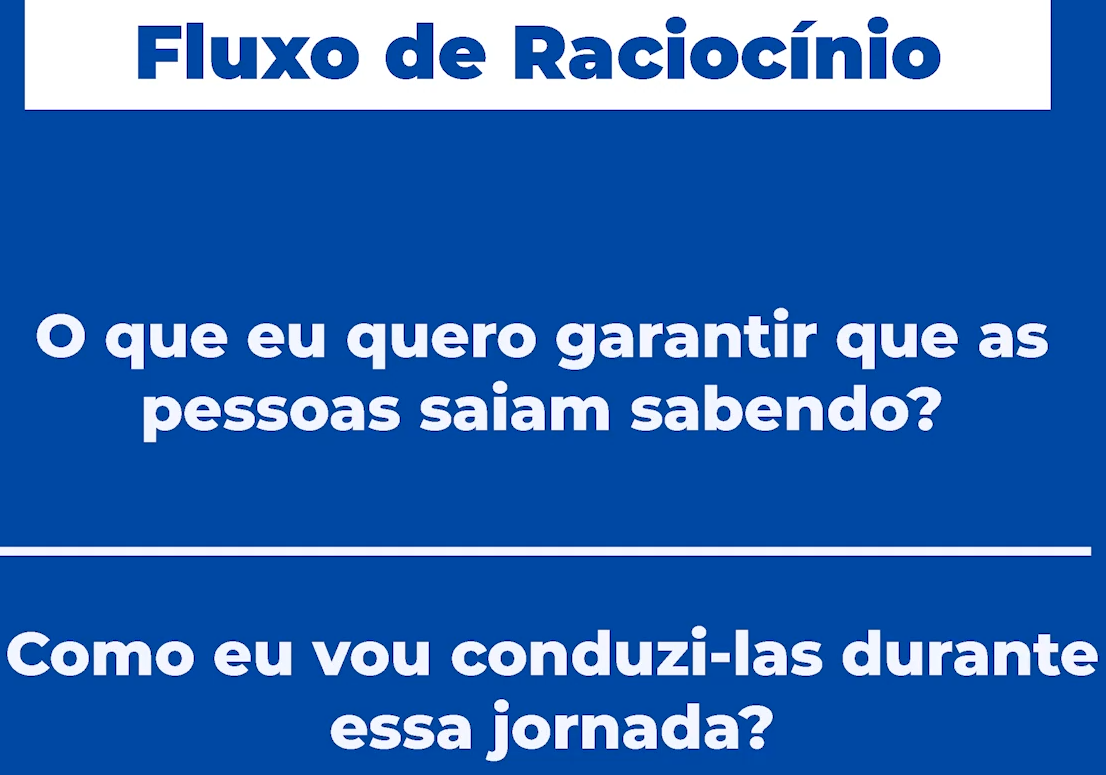 Fluxo de Raciocínio
O que eu quero garantir que as
pessoas saiam sabendo?
Como eu vou conduzi-las durante
essa jornada?